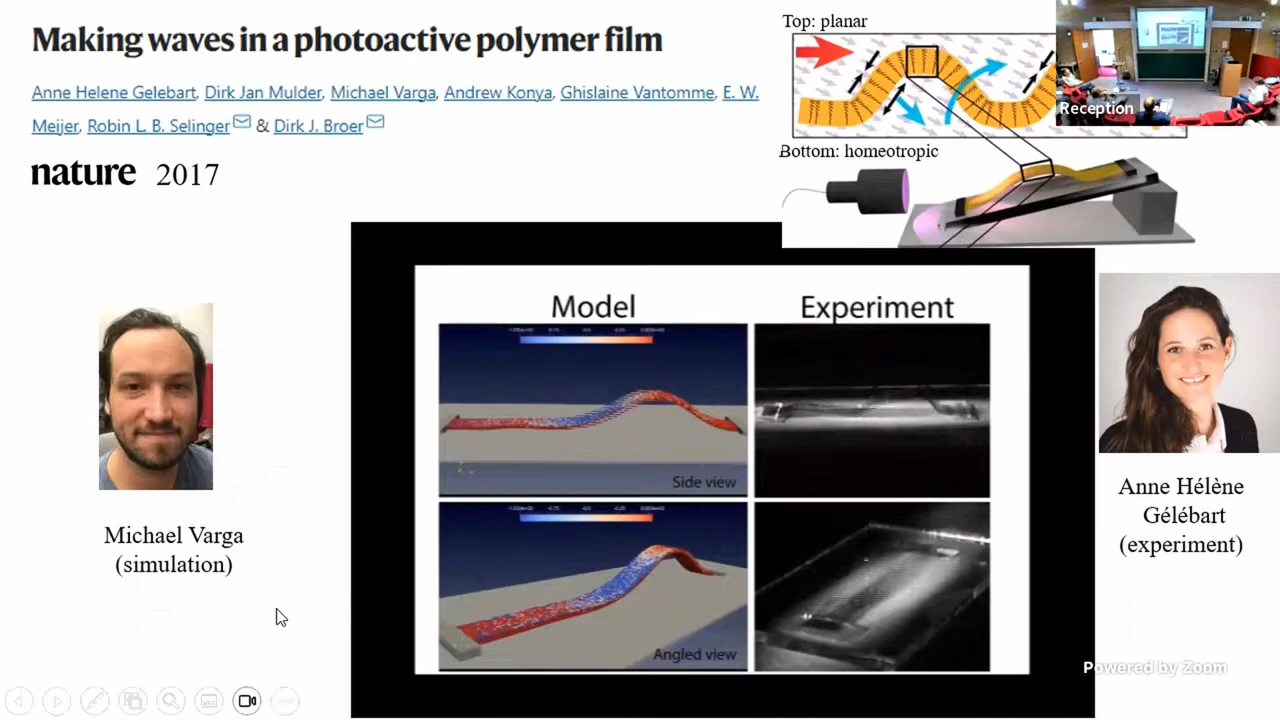 Making waves in a photoactive polymer film
Anne Helene Gelebart, Dirk Jan Mulder, Michael Varga, Andrew Konya, Ghislaine Vantomme, E. W.
Meijer, Robin L. B. Selinger & Dirk J. Broer
nature 2017
Top: planar
Reception
Bottom: homeotropic
Model
Experiment
Side view
Angled view
Michael Varga
(simulation)
Anne Hélène
Gélébart
(experiment)
Powered by Zoom